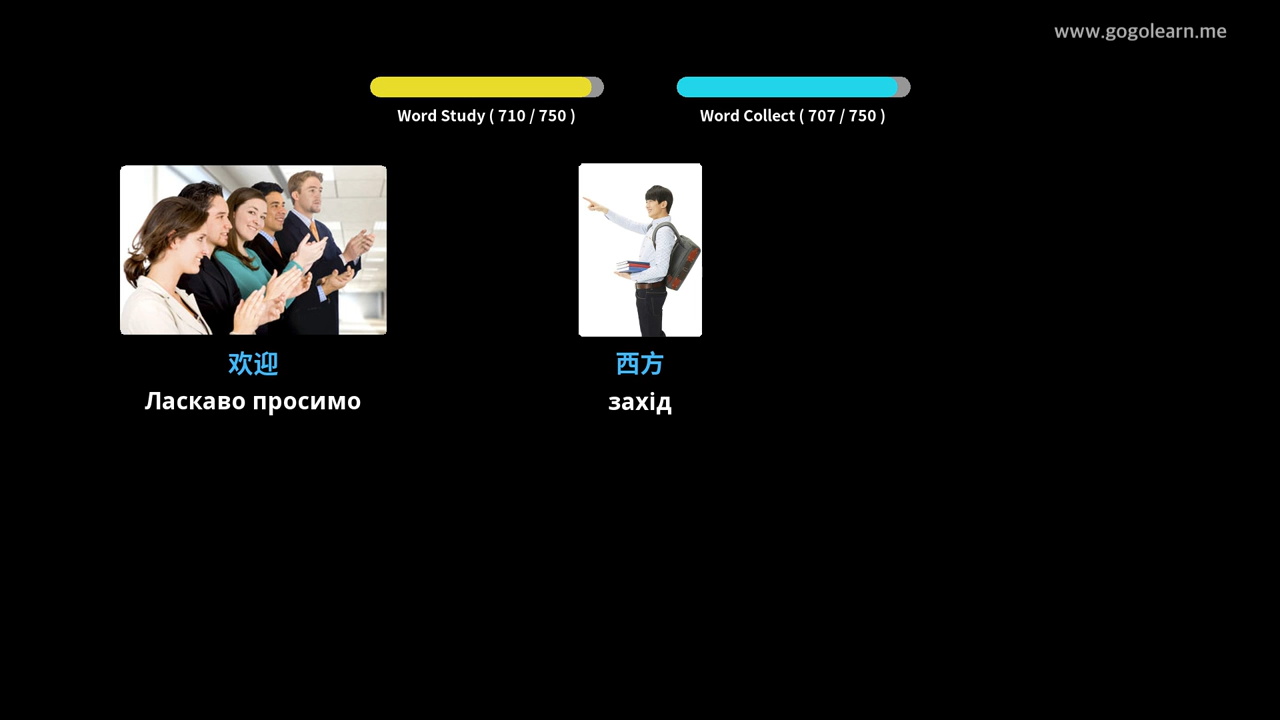 www.gogolearn.me
Word Study ( 710 / 750 )
Word Collect ( 707 / 750 )
欢迎
Ласкаво просимо
西方
захід